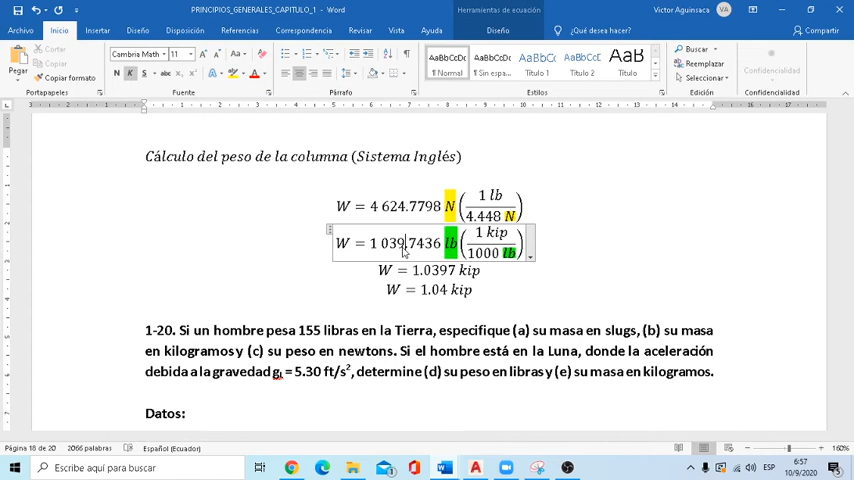 PRINCIPIOS_GENERALES_CAPITULO_1 - Word
Herramientas de ecuación
Victor Aguinsaca VA
Archivo Inicio Insertar Dibujar Disposición Referencias Correspondencia Revisar Vista Ayuda Diseño ¿Qué desea hacer? Compartir
Pegar
Cortar
Copiar
Copiar formato
Portapapeles
Cambria Math 11
Fuente
Párrafo
AaBbCcDc ¶ Normal
AaBbCcDc ¶ Sin espa...
AaBbCc Título 1
AaBbCcD Título 2
AaB Título
Estilos
Buscar
Reemplazar
Seleccionar
Edición
Confidencialidad
Confidencialidad
Cálculo del peso de la columna (Sistema Inglés)
W = 4 624.7798 N (1 lb / 4.448 N)
W = 1 039.7436 lb (1 kip / 1000 lb)
W = 1.0397 kip
W = 1.04 kip
1-20. Si un hombre pesa 155 libras en la Tierra, especifique (a) su masa en slugs, (b) su masa
en kilogramos y (c) su peso en newtons. Si el hombre está en la Luna, donde la aceleración
debida a la gravedad gL = 5.30 ft/s², determine (d) su peso en libras y (e) su masa en kilogramos.
Datos:
Página 18 de 20 2066 palabras Español (Ecuador) 160%
Escribe aquí para buscar
ESP
6:57
10/9/2020